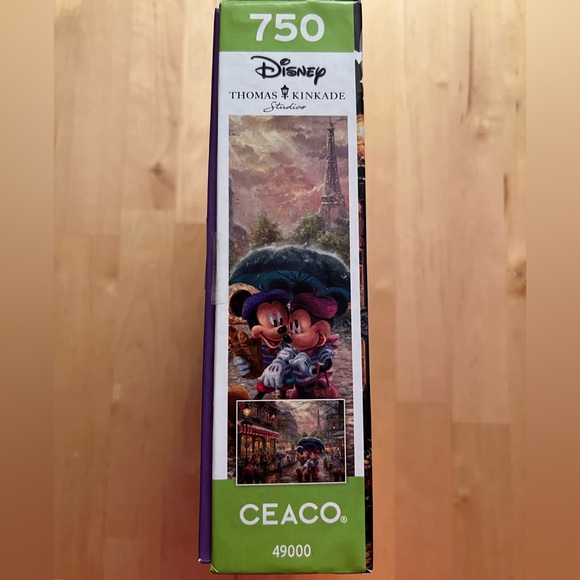 750
Disney
THOMAS KINKADE
Studios
CEACO®
49000